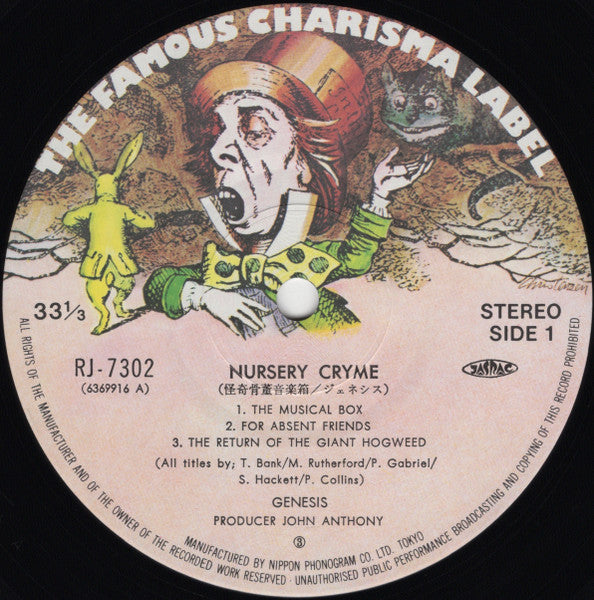 THE FAMOUS CHARISMA LABEL
33⅓
STEREO
SIDE 1
RJ-7302
(6369916 A)
JASRAC
NURSERY CRYME
(怪奇骨董音楽箱/ジェネシス)
1. THE MUSICAL BOX
2. FOR ABSENT FRIENDS
3. THE RETURN OF THE GIANT HOGWEED
(All titles by; T. Bank/M. Rutherford/P. Gabriel/
S. Hackett/P. Collins)
GENESIS
PRODUCER JOHN ANTHONY
③
ALL RIGHTS OF THE MANUFACTURER AND OF THE OWNER OF THE RECORDED WORK RESERVED · UNAUTHORISED PUBLIC PERFORMANCE BROADCASTING AND COPYING OF THIS RECORD PROHIBITED
MANUFACTURED BY NIPPON PHONOGRAM CO. LTD. TOKYO